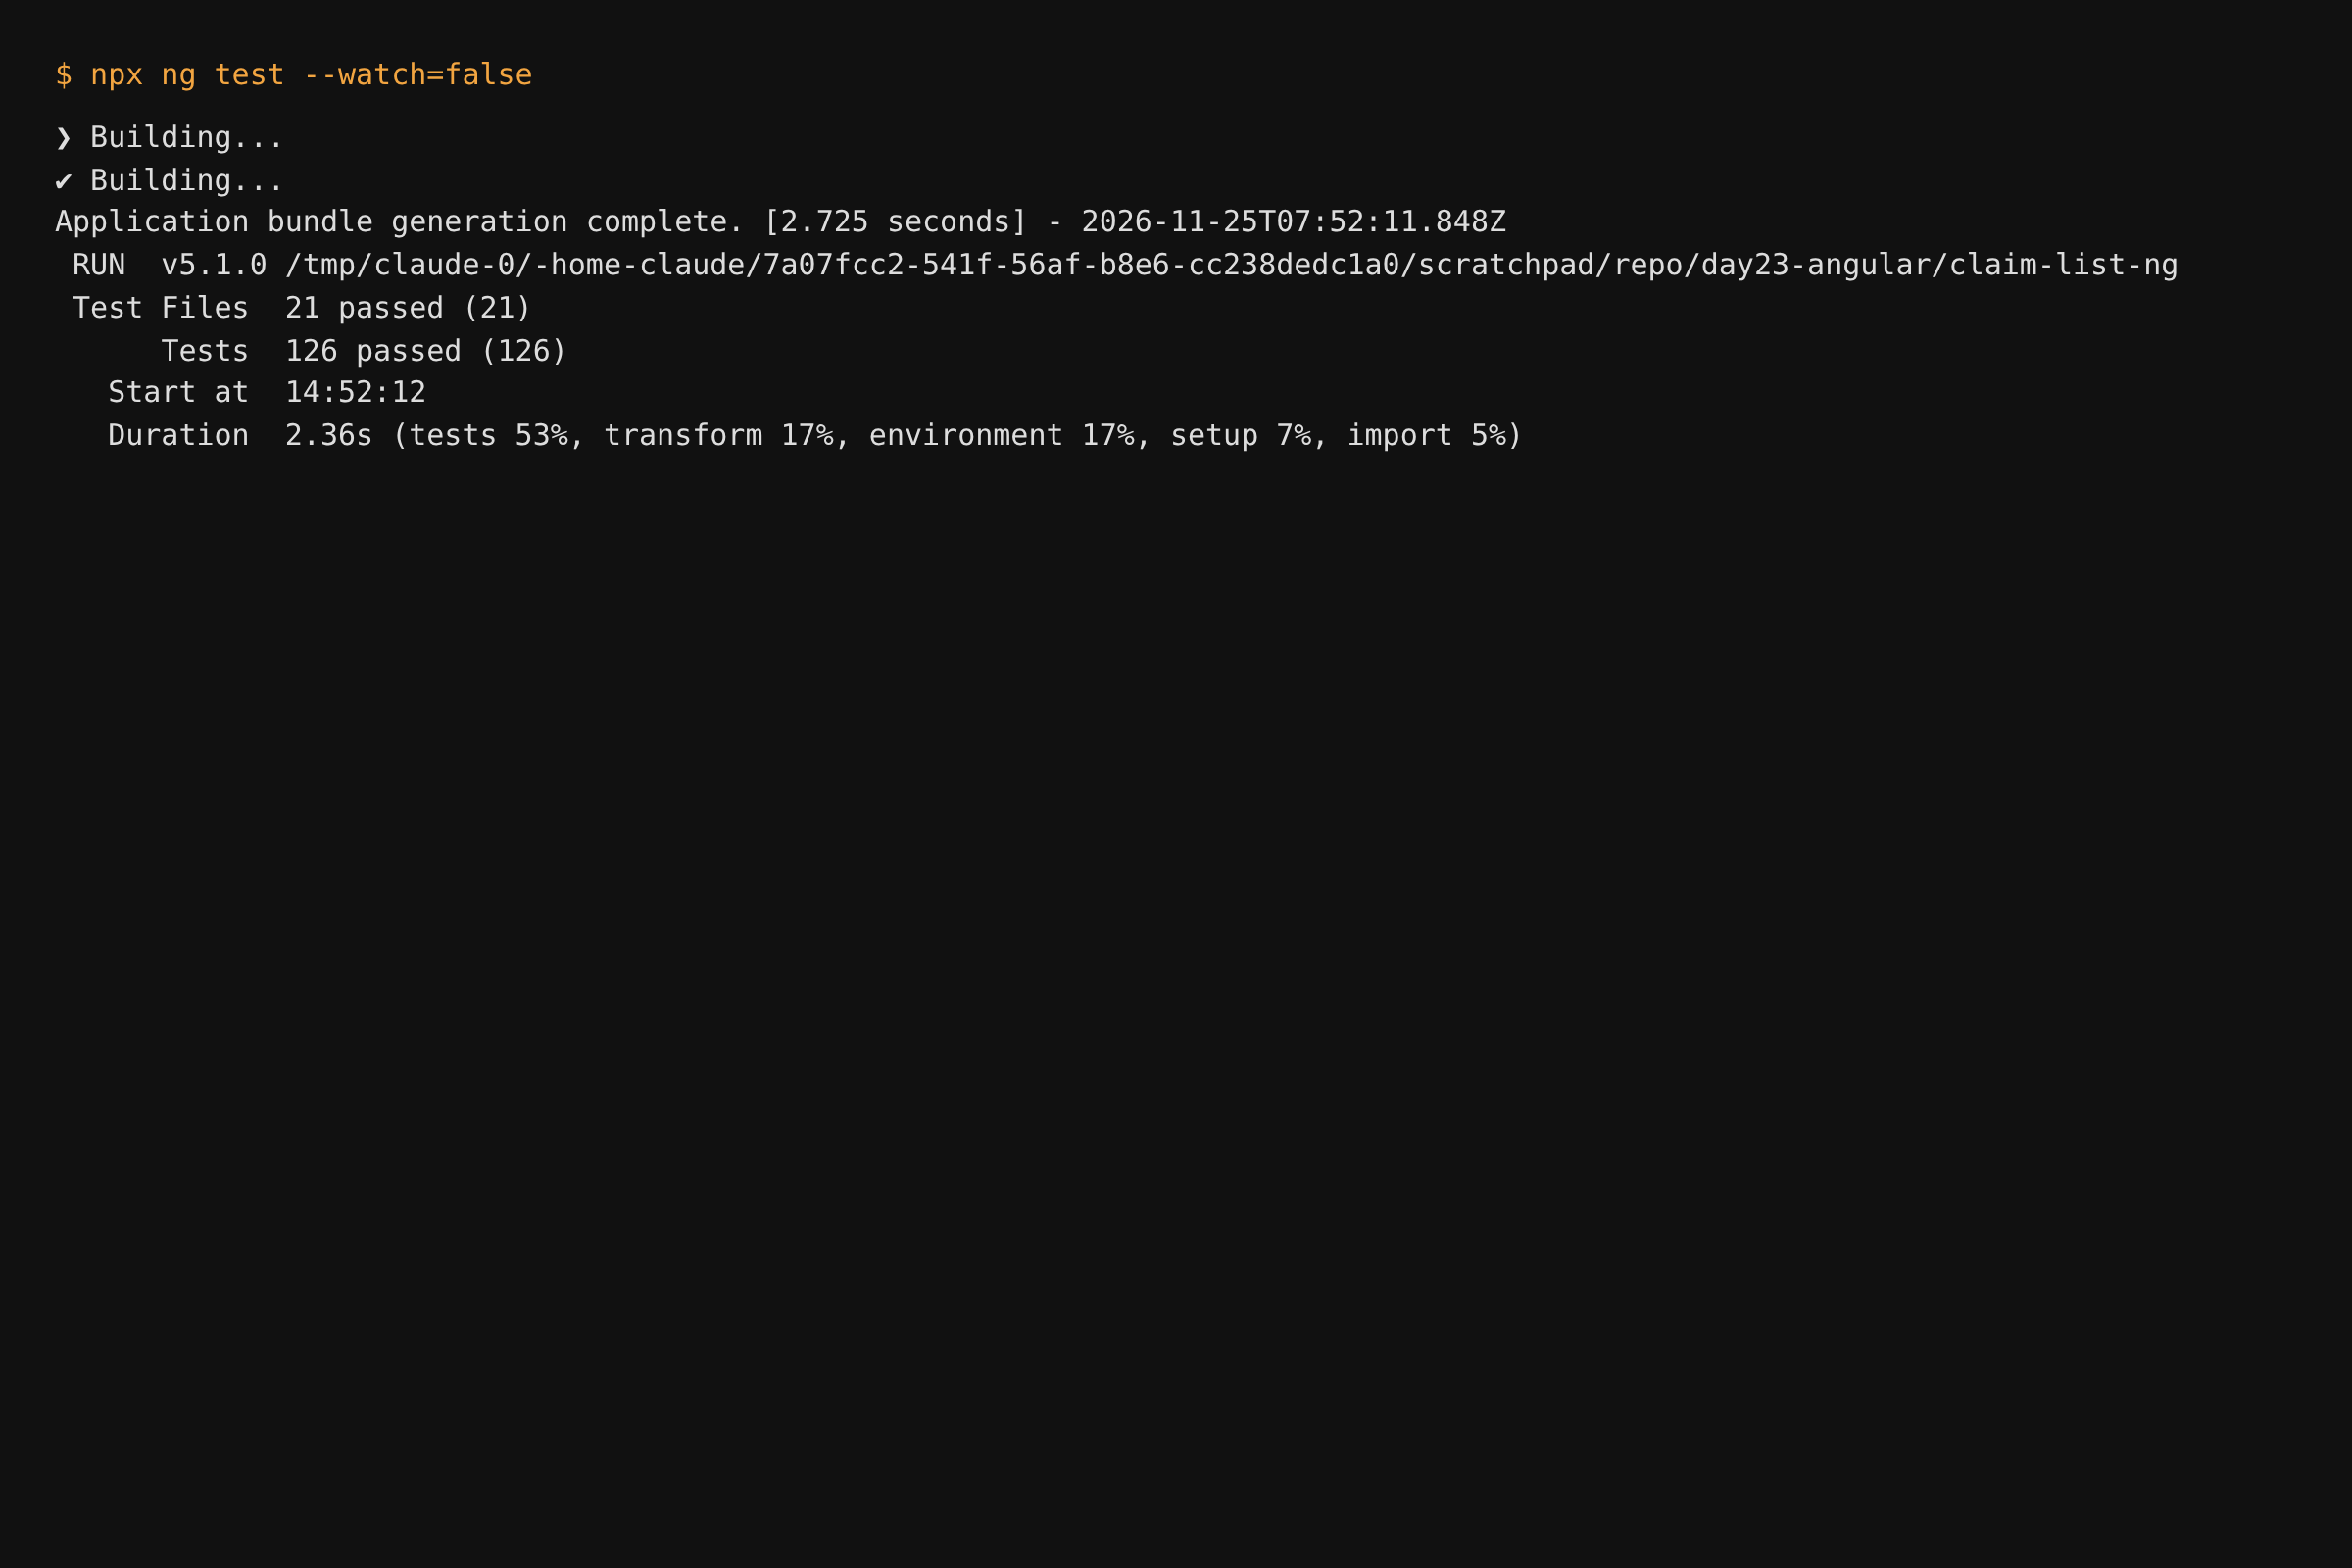 $ npx ng test --watch=false
❯ Building...
✔ Building...
Application bundle generation complete. [2.725 seconds] - 2026-11-25T07:52:11.848Z
RUN  v5.1.0 /tmp/claude-0/-home-claude/7a07fcc2-541f-56af-b8e6-cc238dedc1a0/scratchpad/repo/day23-angular/claim-list-ng
Test Files  21 passed (21)
Tests  126 passed (126)
Start at  14:52:12
Duration  2.36s (tests 53%, transform 17%, environment 17%, setup 7%, import 5%)